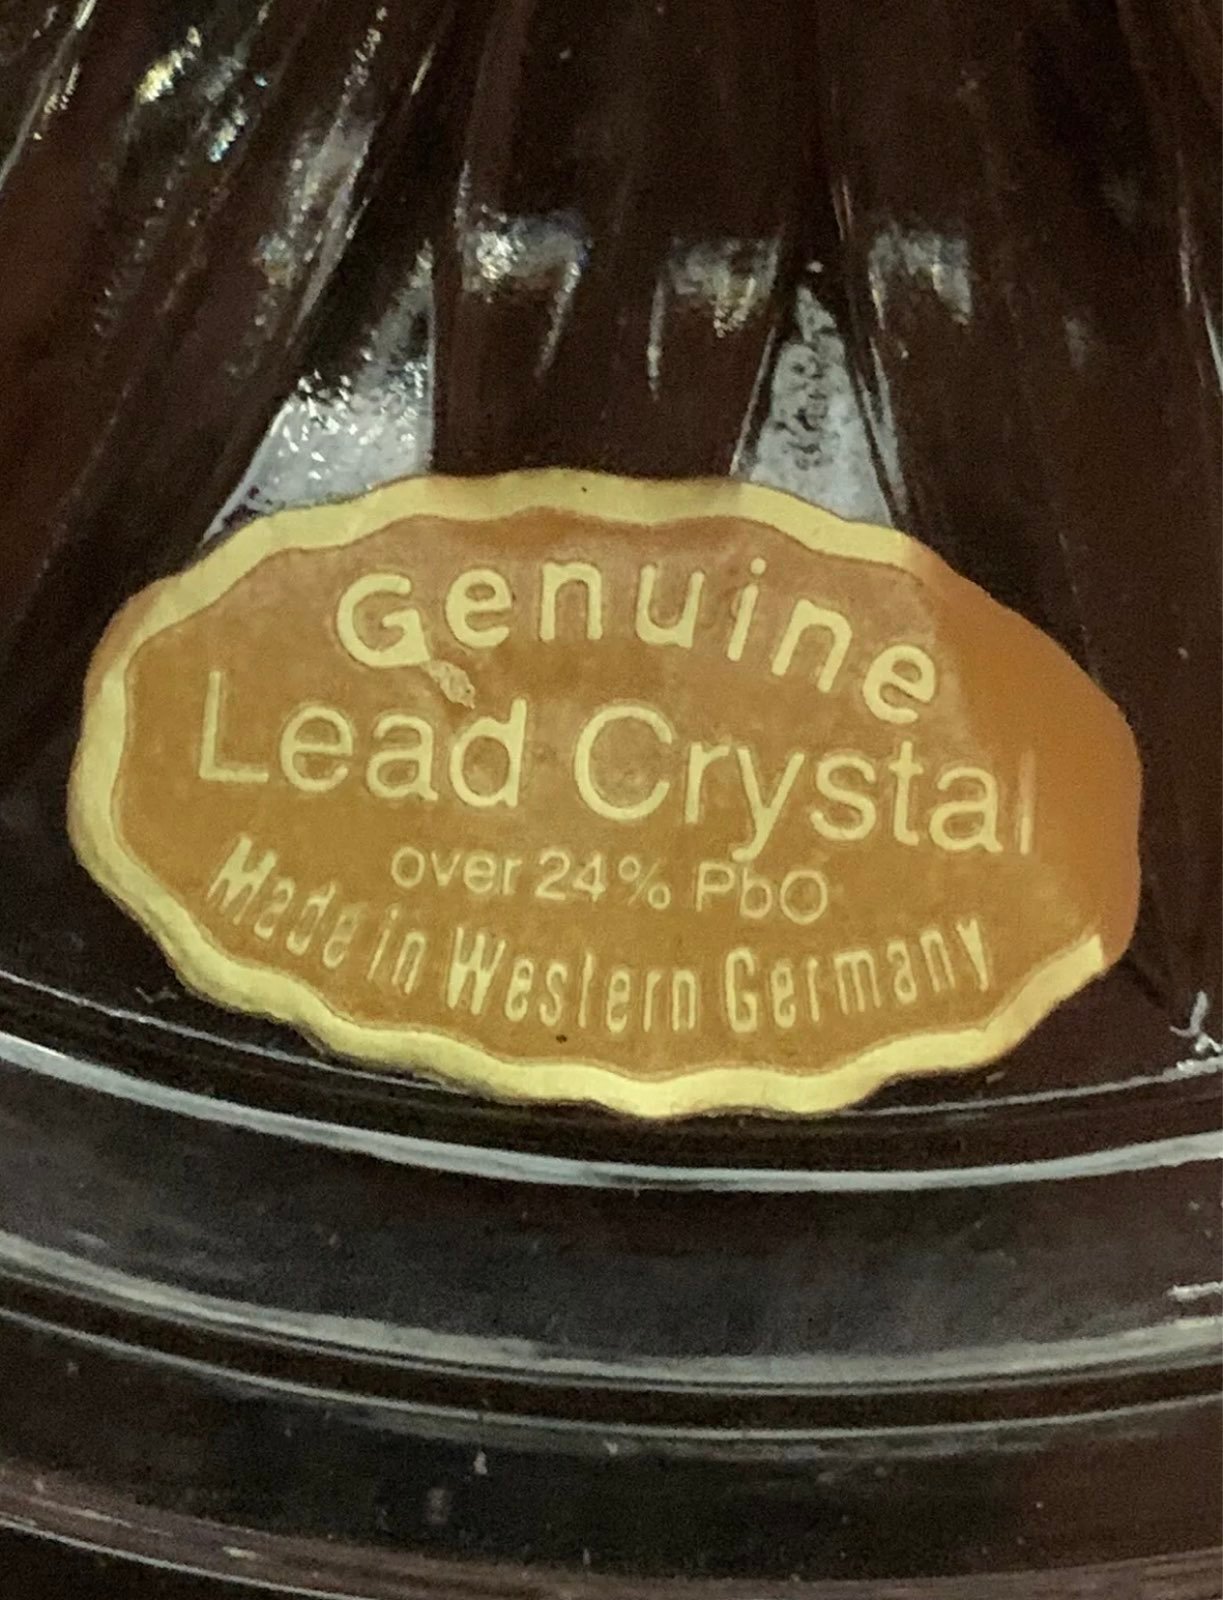 Genuine
Lead Crystal
over 24% PbO
Made in Western Germany